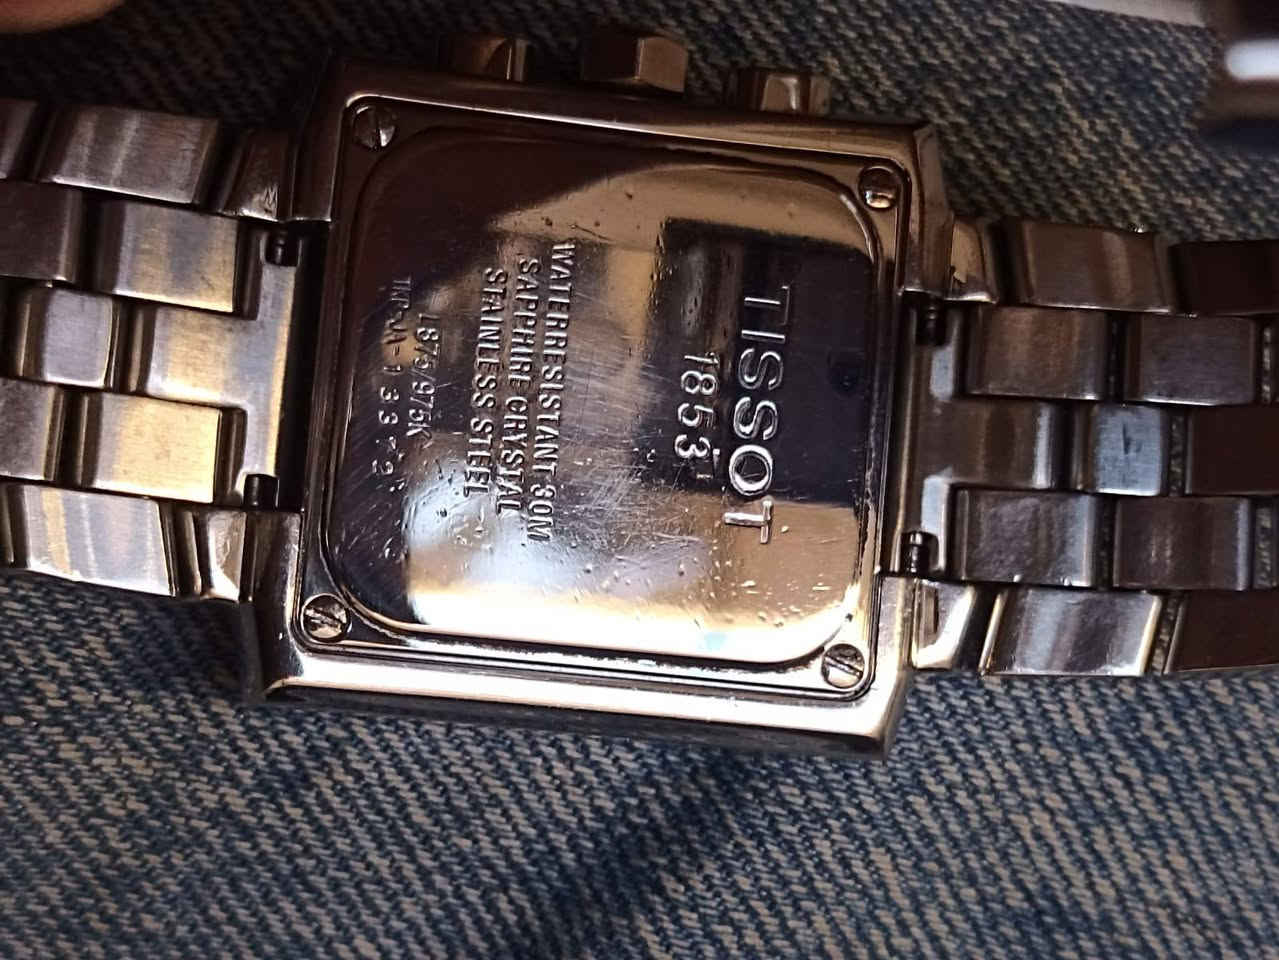 TISSOT
1853
WATERRESISTANT 30M
SAPPHIRE CRYSTAL
STAINLESS STEEL
L875/975K